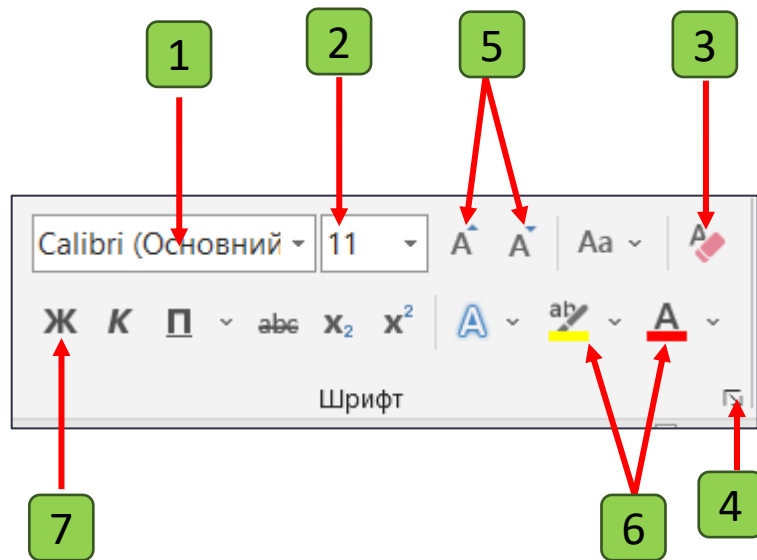 1 2 5 3
Calibri (Основний 11 A A Aa A
Ж К П abc x₂ x² A ab A
Шрифт
7 6 4